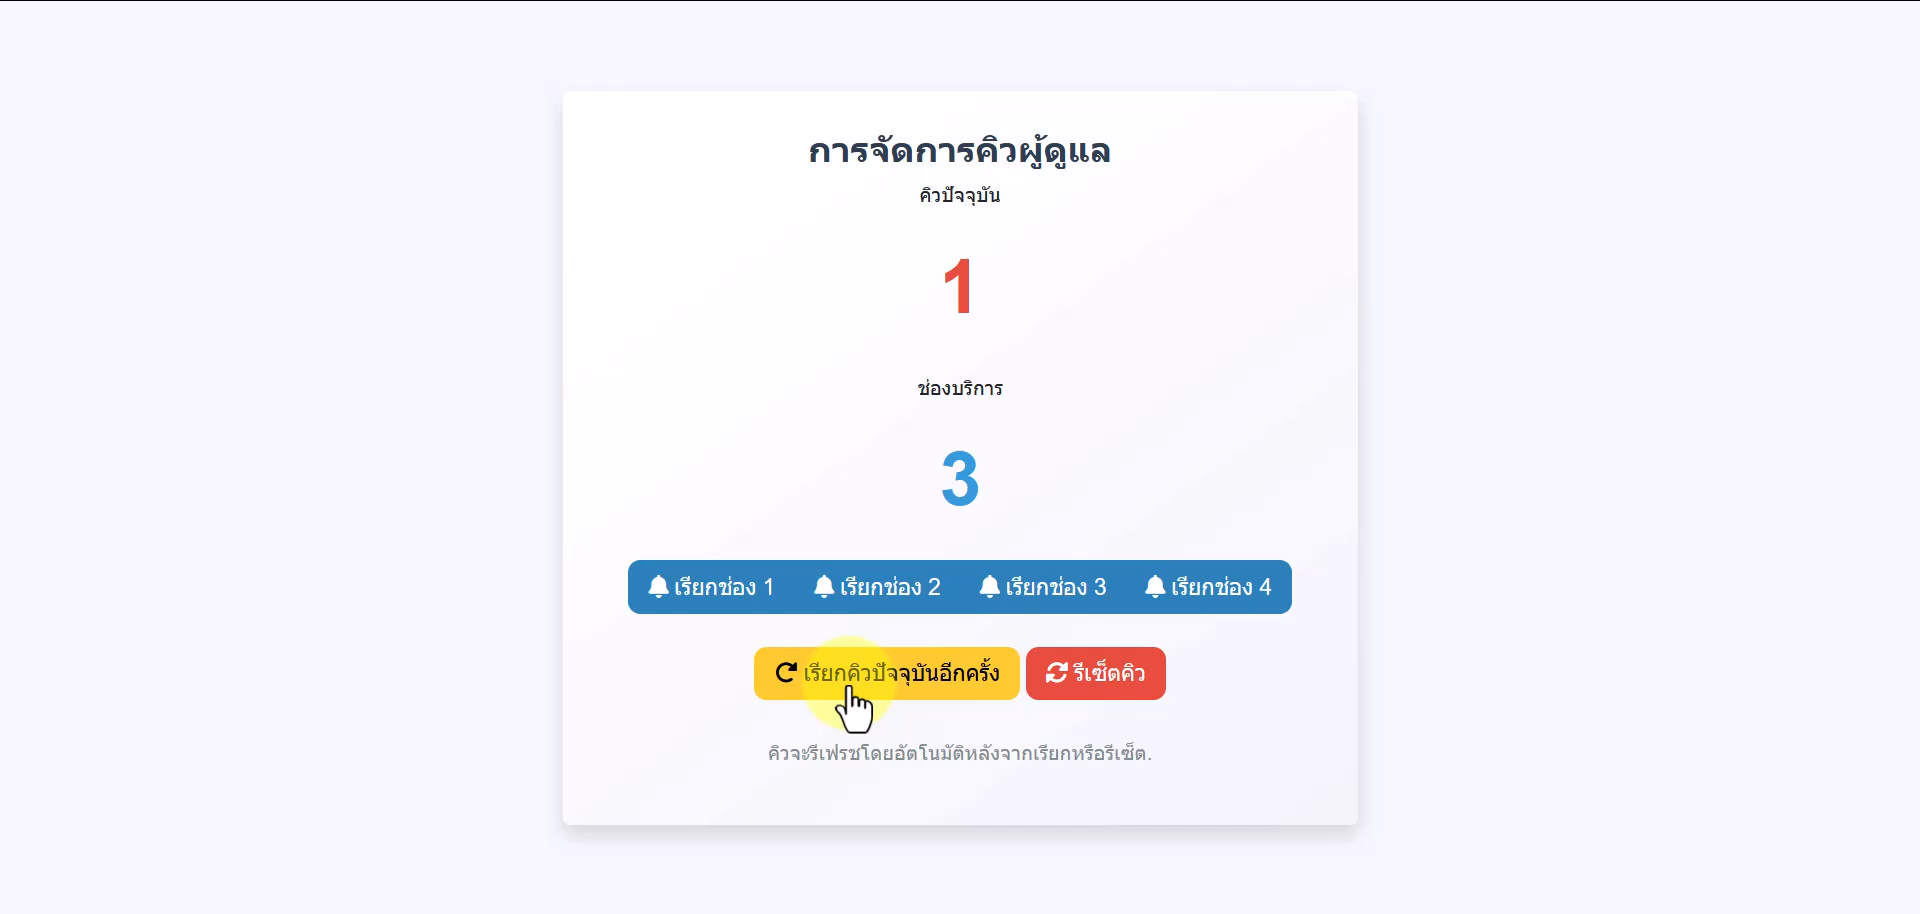 การจัดการคิวผู้ดูแล
คิวปัจจุบัน
1
ช่องบริการ
3
เรียกช่อง 1 เรียกช่อง 2 เรียกช่อง 3 เรียกช่อง 4
เรียกคิวปัจจุบันอีกครั้ง รีเซ็ตคิว
คิวจะรีเฟรชโดยอัตโนมัติหลังจากเรียกหรือรีเซ็ต.